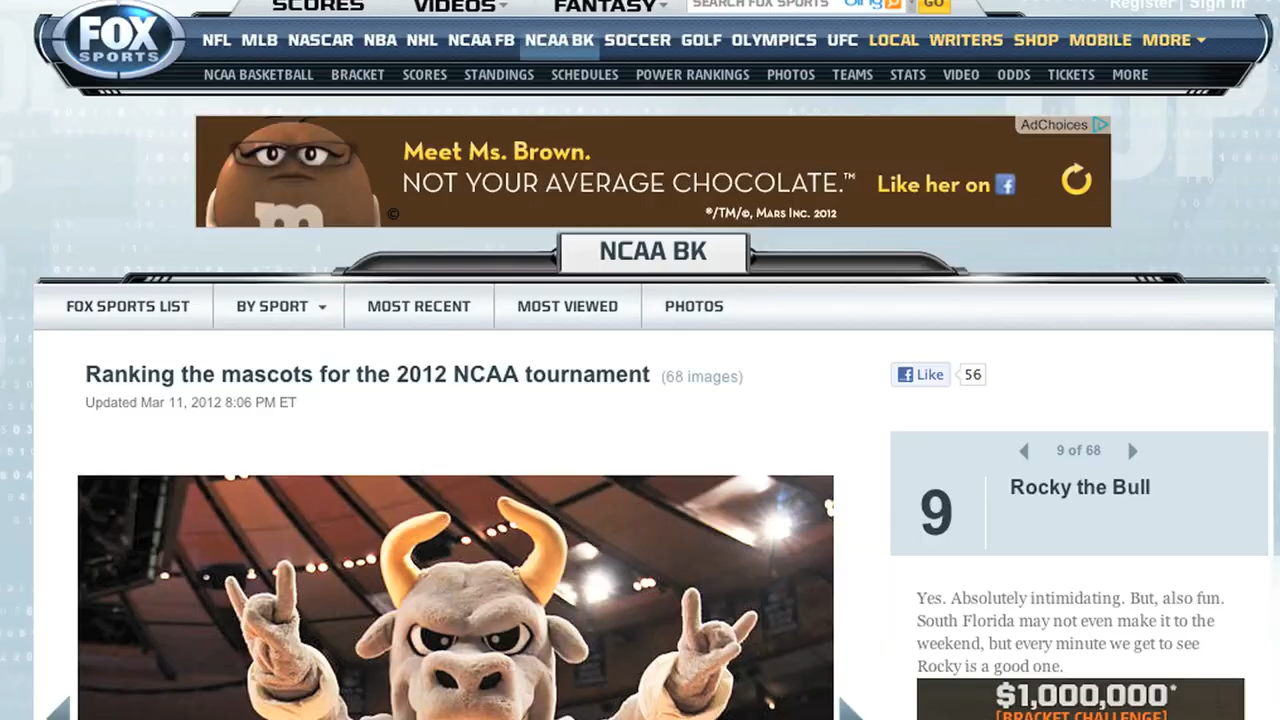 SCORES VIDEOS FANTASY SEARCH FOX SPORTS bing GO Register | Sign In
FOX
SPORTS
NFL MLB NASCAR NBA NHL NCAA FB NCAA BK SOCCER GOLF OLYMPICS UFC LOCAL WRITERS SHOP MOBILE MORE
NCAA BASKETBALL BRACKET SCORES STANDINGS SCHEDULES POWER RANKINGS PHOTOS TEAMS STATS VIDEO ODDS TICKETS MORE
AdChoices
Meet Ms. Brown.
NOT YOUR AVERAGE CHOCOLATE.™
Like her on f
m
©
®/TM/©, MARS INC. 2012
NCAA BK
FOX SPORTS LIST BY SPORT MOST RECENT MOST VIEWED PHOTOS
Ranking the mascots for the 2012 NCAA tournament (68 images)
Updated Mar 11, 2012 8:06 PM ET
f Like 56
9 of 68
9
Rocky the Bull
Yes. Absolutely intimidating. But, also fun.
South Florida may not even make it to the
weekend, but every minute we get to see
Rocky is a good one.
$1,000,000*
[BRACKET CHALLENGE]